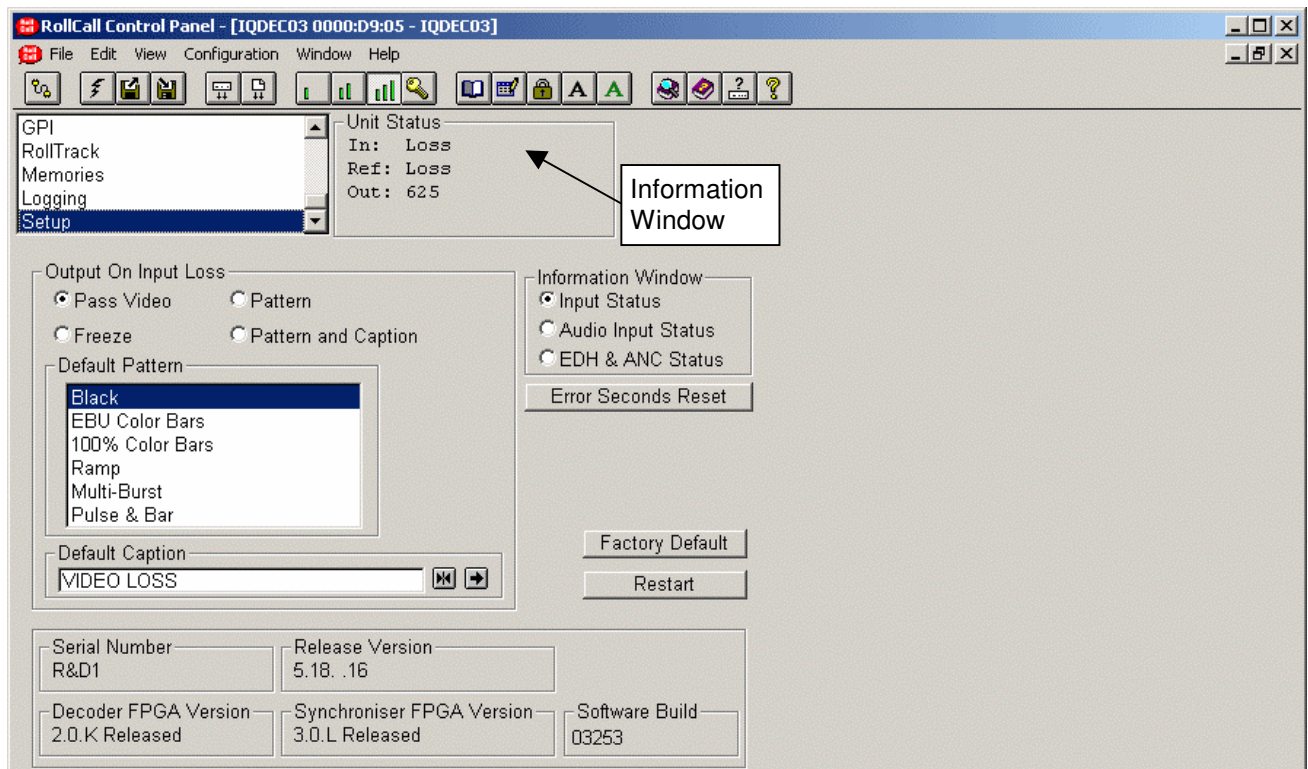 RollCall Control Panel - [IQDEC03 0000:D9:05 - IQDEC03]
File Edit View Configuration Window Help
GPI
RollTrack
Memories
Logging
Setup
Unit Status
In: Loss
Ref: Loss
Out: 625
Information
Window
Output On Input Loss
Pass Video Pattern
Freeze Pattern and Caption
Default Pattern
Black
EBU Color Bars
100% Color Bars
Ramp
Multi-Burst
Pulse & Bar
Default Caption
VIDEO LOSS
Information Window
Input Status
Audio Input Status
EDH & ANC Status
Error Seconds Reset
Factory Default
Restart
Serial Number
R&D1
Release Version
5.18. .16
Decoder FPGA Version
2.0.K Released
Synchroniser FPGA Version
3.0.L Released
Software Build
03253